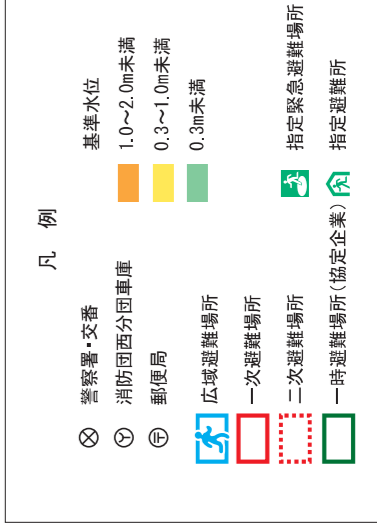 凡 例
警察署・交番
消防団西分団車庫
郵便局
広域避難場所
一次避難場所
二次避難場所
一時避難場所(協定企業)
基準水位
1.0～2.0m未満
0.3～1.0m未満
0.3m未満
指定緊急避難場所
指定避難所